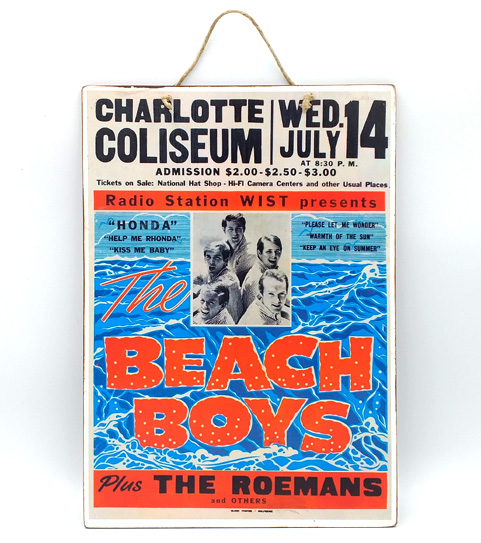 CHARLOTTE
COLISEUM
WED.
JULY 14
AT 8:30 P. M.
ADMISSION $2.00-$2.50-$3.00
Tickets on Sale: National Hat Shop - Hi-Fi Camera Centers and other Usual Places
Radio Station WIST presents
"HONDA"
"HELP ME RHONDA"
"KISS ME BABY"
"PLEASE LET ME WONDER"
"WARMTH OF THE SUN"
"KEEP AN EYE ON SUMMER"
The
BEACH
BOYS
Plus THE ROEMANS
and OTHERS